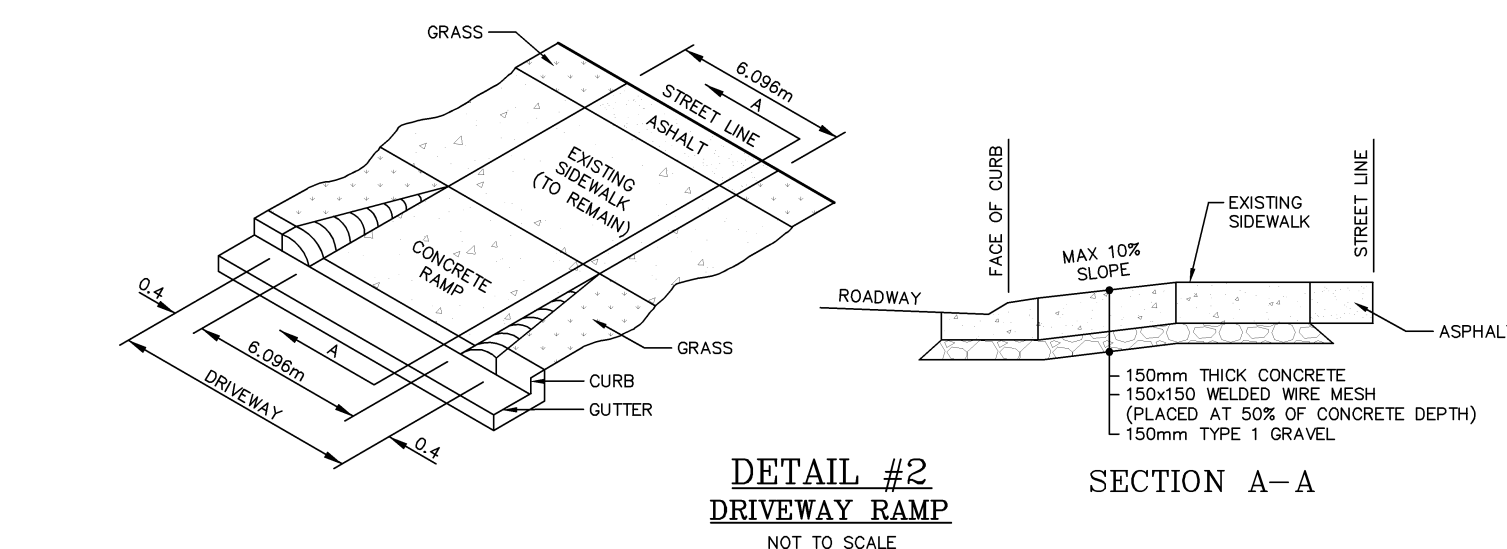 GRASS
6.096m
A
STREET LINE
ASHALT
EXISTING
SIDEWALK
(TO REMAIN)
CONCRETE
RAMP
0.4
A
6.096m
DRIVEWAY
0.4
GRASS
CURB
GUTTER
FACE OF CURB
STREET LINE
EXISTING
SIDEWALK
MAX 10%
SLOPE
ROADWAY
ASPHAL
150mm THICK CONCRETE
150x150 WELDED WIRE MESH
(PLACED AT 50% OF CONCRETE DEPTH)
150mm TYPE 1 GRAVEL
DETAIL #2
DRIVEWAY RAMP
NOT TO SCALE
SECTION A-A